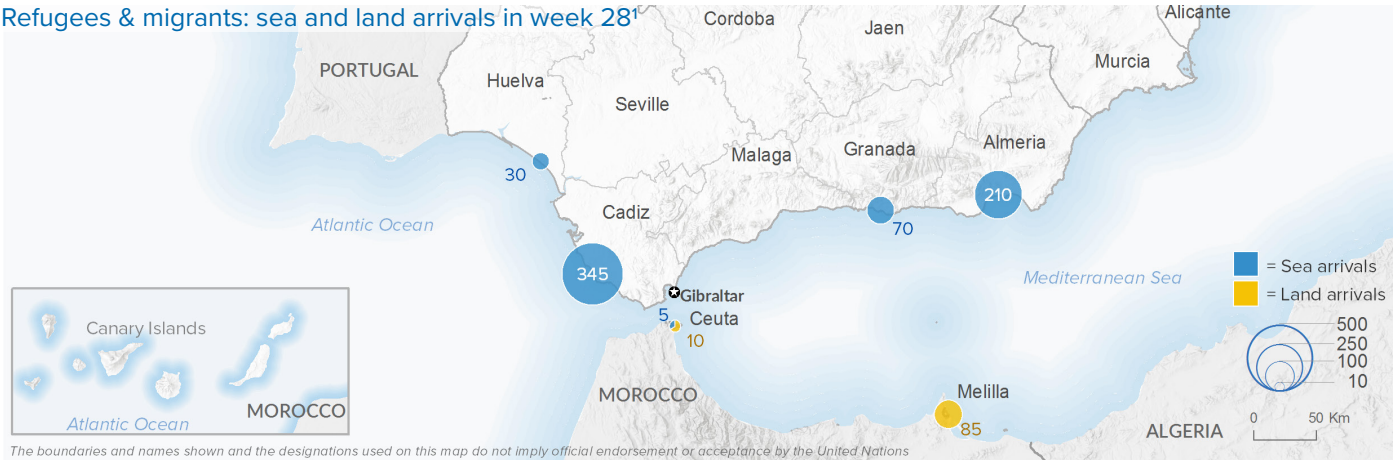 Refugees & migrants: sea and land arrivals in week 28¹
Cordoba
Jaen
Alicante
PORTUGAL
Huelva
Murcia
Seville
Malaga
Granada
Almeria
30
Cadiz
210
Atlantic Ocean
70
345
Mediterranean Sea
= Sea arrivals
Gibraltar
= Land arrivals
5
Ceuta
10
Canary Islands
500
250
100
10
MOROCCO
Melilla
85
MOROCCO
Atlantic Ocean
0 50 Km
ALGERIA
The boundaries and names shown and the designations used on this map do not imply official endorsement or acceptance by the United Nations